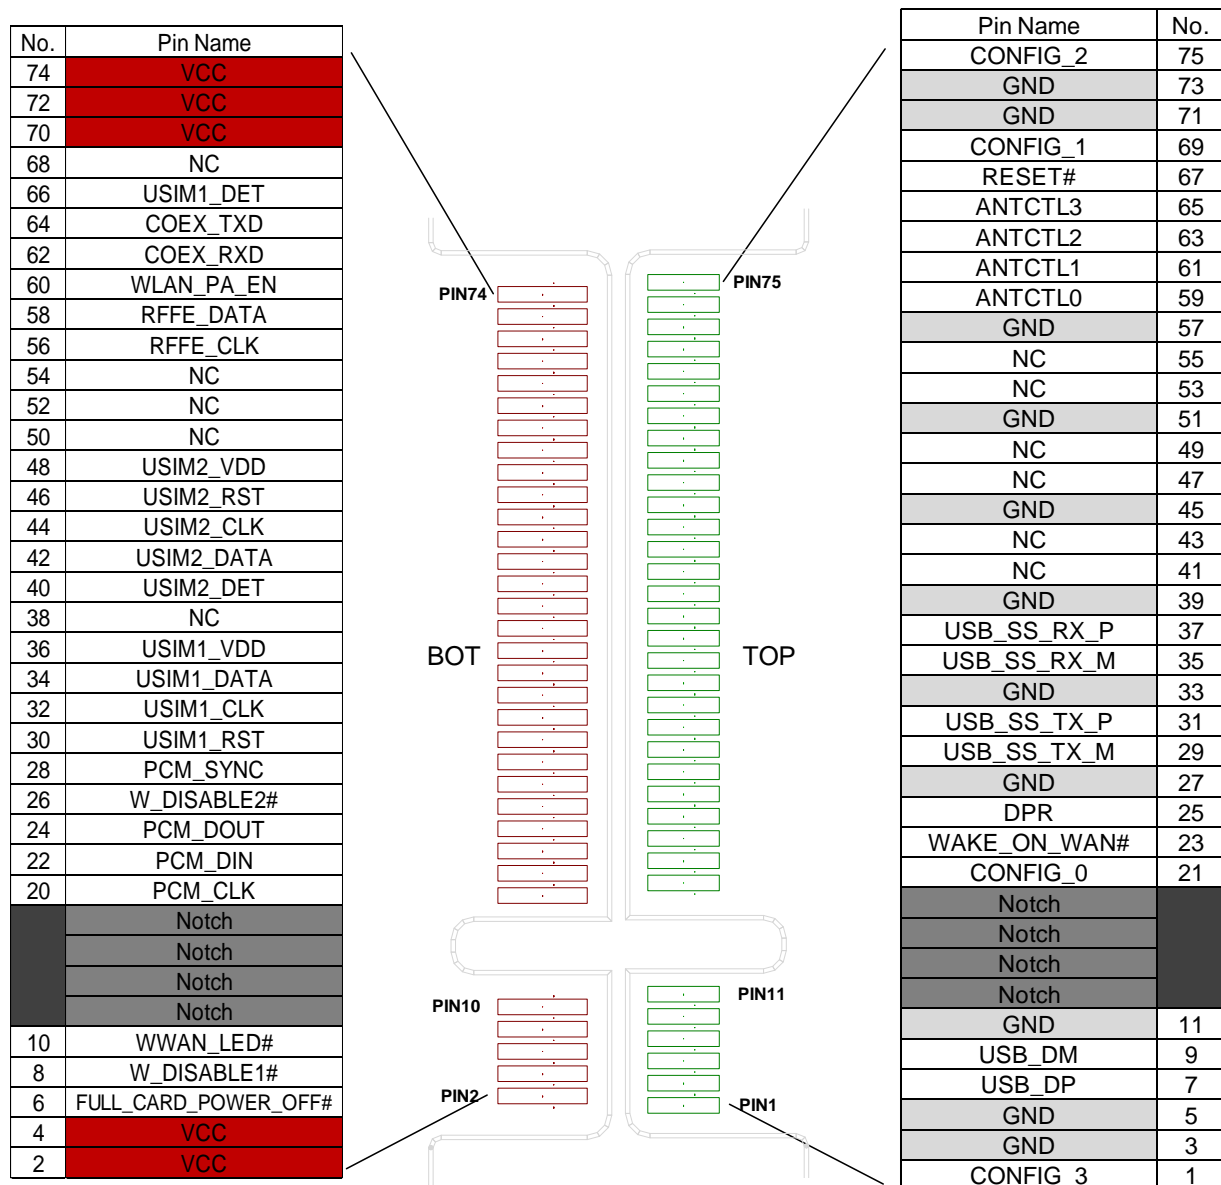 No. Pin Name
74 VCC
72 VCC
70 VCC
68 NC
66 USIM1_DET
64 COEX_TXD
62 COEX_RXD
60 WLAN_PA_EN
58 RFFE_DATA
56 RFFE_CLK
54 NC
52 NC
50 NC
48 USIM2_VDD
46 USIM2_RST
44 USIM2_CLK
42 USIM2_DATA
40 USIM2_DET
38 NC
36 USIM1_VDD
34 USIM1_DATA
32 USIM1_CLK
30 USIM1_RST
28 PCM_SYNC
26 W_DISABLE2#
24 PCM_DOUT
22 PCM_DIN
20 PCM_CLK
Notch
Notch
Notch
Notch
10 WWAN_LED#
8 W_DISABLE1#
6 FULL_CARD_POWER_OFF#
4 VCC
2 VCC
PIN74
PIN75
BOT
TOP
PIN10
PIN11
PIN2
PIN1
Pin Name No.
CONFIG_2 75
GND 73
GND 71
CONFIG_1 69
RESET# 67
ANTCTL3 65
ANTCTL2 63
ANTCTL1 61
ANTCTL0 59
GND 57
NC 55
NC 53
GND 51
NC 49
NC 47
GND 45
NC 43
NC 41
GND 39
USB_SS_RX_P 37
USB_SS_RX_M 35
GND 33
USB_SS_TX_P 31
USB_SS_TX_M 29
GND 27
DPR 25
WAKE_ON_WAN# 23
CONFIG_0 21
Notch
Notch
Notch
Notch
GND 11
USB_DM 9
USB_DP 7
GND 5
GND 3
CONFIG_3 1